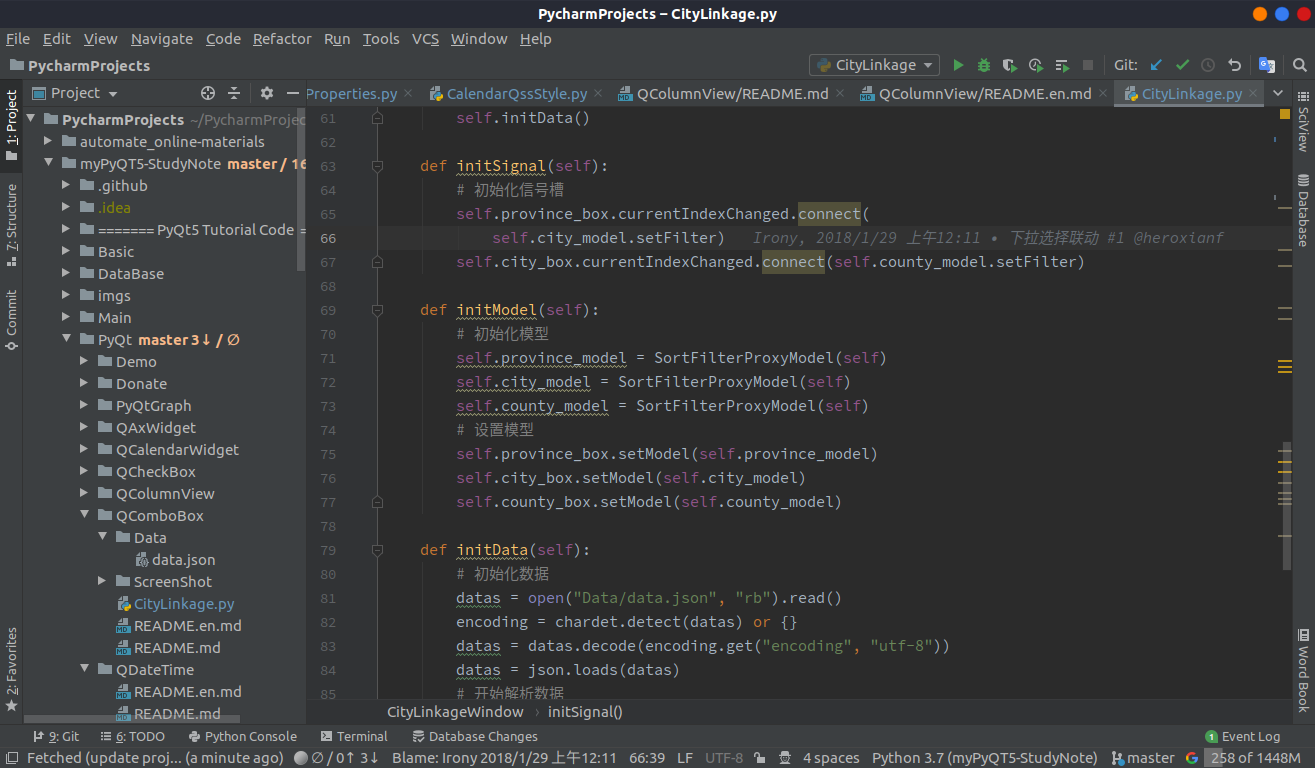 PycharmProjects – CityLinkage.py
File Edit View Navigate Code Refactor Run Tools VCS Window Help
PycharmProjects CityLinkage Git:
Project Properties.py CalendarQssStyle.py QColumnView/README.md QColumnView/README.en.md CityLinkage.py
1: Project
7: Structure
Commit
2: Favorites
PycharmProjects ~/PycharmProjec
automate_online-materials
myPyQT5-StudyNote master / 16
.github
.idea
======= PyQt5 Tutorial Code =
Basic
DataBase
imgs
Main
PyQt master 3↓ / ∅
Demo
Donate
PyQtGraph
QAxWidget
QCalendarWidget
QCheckBox
QColumnView
QComboBox
Data
data.json
ScreenShot
CityLinkage.py
README.en.md
README.md
QDateTime
README.en.md
README.md
61 self.initData()
62
63 def initSignal(self):
64 # 初始化信号槽
65 self.province_box.currentIndexChanged.connect(
66 self.city_model.setFilter) Irony, 2018/1/29 上午12:11 • 下拉选择联动 #1 @heroxianf
67 self.city_box.currentIndexChanged.connect(self.county_model.setFilter)
68
69 def initModel(self):
70 # 初始化模型
71 self.province_model = SortFilterProxyModel(self)
72 self.city_model = SortFilterProxyModel(self)
73 self.county_model = SortFilterProxyModel(self)
74 # 设置模型
75 self.province_box.setModel(self.province_model)
76 self.city_box.setModel(self.city_model)
77 self.county_box.setModel(self.county_model)
78
79 def initData(self):
80 # 初始化数据
81 datas = open("Data/data.json", "rb").read()
82 encoding = chardet.detect(datas) or {}
83 datas = datas.decode(encoding.get("encoding", "utf-8"))
84 datas = json.loads(datas)
85 # 开始解析数据
CityLinkageWindow › initSignal()
SciView
Database
Word Book
9: Git 6: TODO Python Console Terminal Database Changes 1 Event Log
Fetched (update proj... (a minute ago) ∅ / 0↑ 3↓ Blame: Irony 2018/1/29 上午12:11 66:39 LF UTF-8 4 spaces Python 3.7 (myPyQT5-StudyNote) master 258 of 1448M